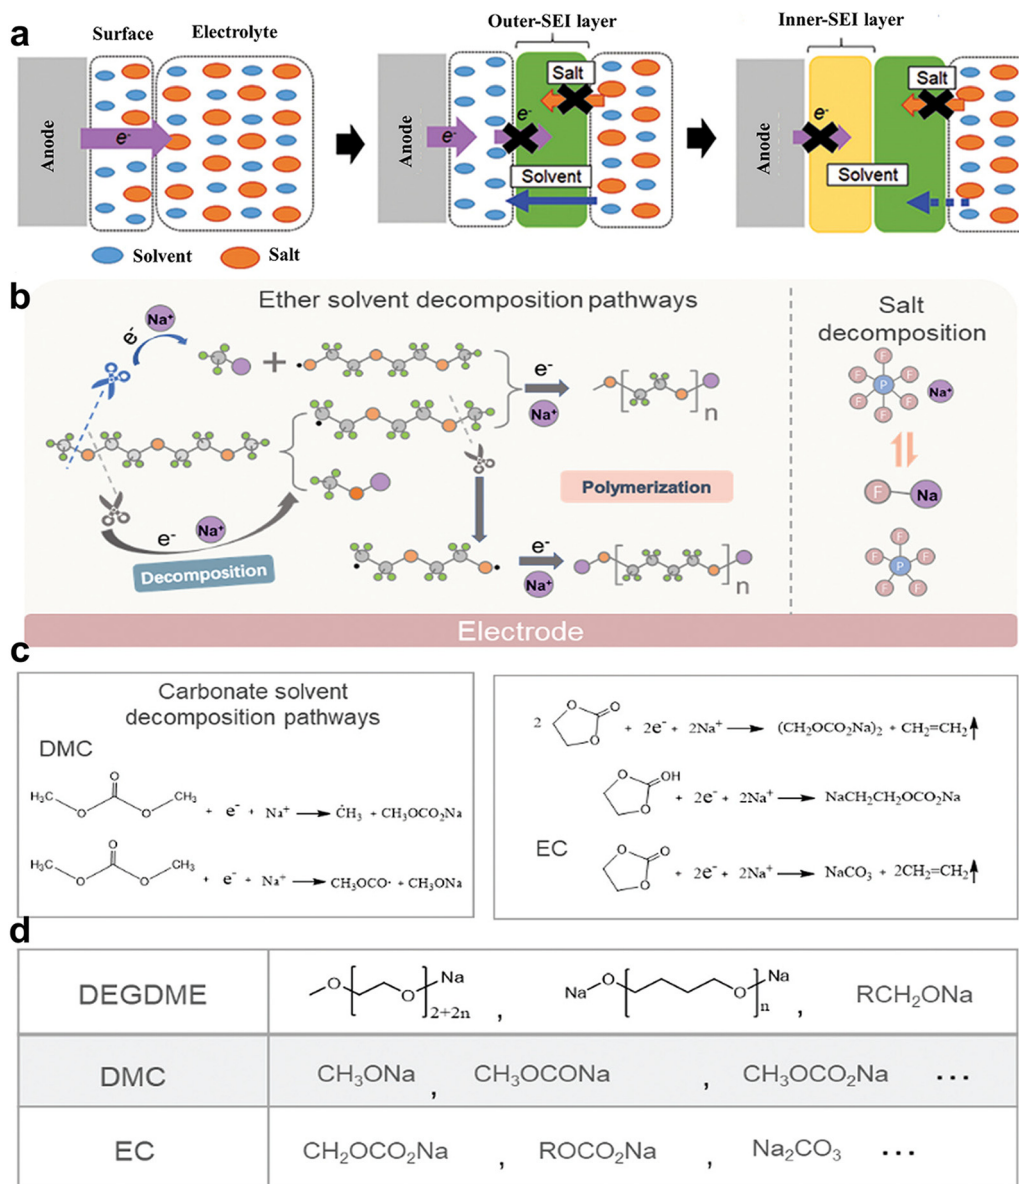 a
Surface
Electrolyte
Anode
e⁻
Solvent
Salt
Outer-SEI layer
Anode
e⁻
e⁻
Salt
Solvent
Inner-SEI layer
Anode
e⁻
Salt
Solvent
b
Ether solvent decomposition pathways
e⁻
Na⁺
+
e⁻
Na⁺
n
Polymerization
e⁻
Na⁺
Decomposition
e⁻
Na⁺
n
Salt
decomposition
F
F
F
P
F
F
F
Na⁺
F
Na
F
F
F
P
F
F
Electrode
c
Carbonate solvent
decomposition pathways
DMC
H₃C O O O CH₃ + e⁻ + Na⁺ ⟶ ĊH₃ + CH₃OCO₂Na
H₃C O O O CH₃ + e⁻ + Na⁺ ⟶ CH₃OCO· + CH₃ONa
2 O O O + 2e⁻ + 2Na⁺ ⟶ (CH₂OCO₂Na)₂ + CH₂=CH₂↑
O O OH + 2e⁻ + 2Na⁺ ⟶ NaCH₂CH₂OCO₂Na
EC
O O O + 2e⁻ + 2Na⁺ ⟶ NaCO₃ + 2CH₂=CH₂↑
d
DEGDME
O O Na 2+2n , Na O O Na n , RCH₂ONa
DMC
CH₃ONa , CH₃OCONa , CH₃OCO₂Na ···
EC
CH₂OCO₂Na , ROCO₂Na , Na₂CO₃ ···